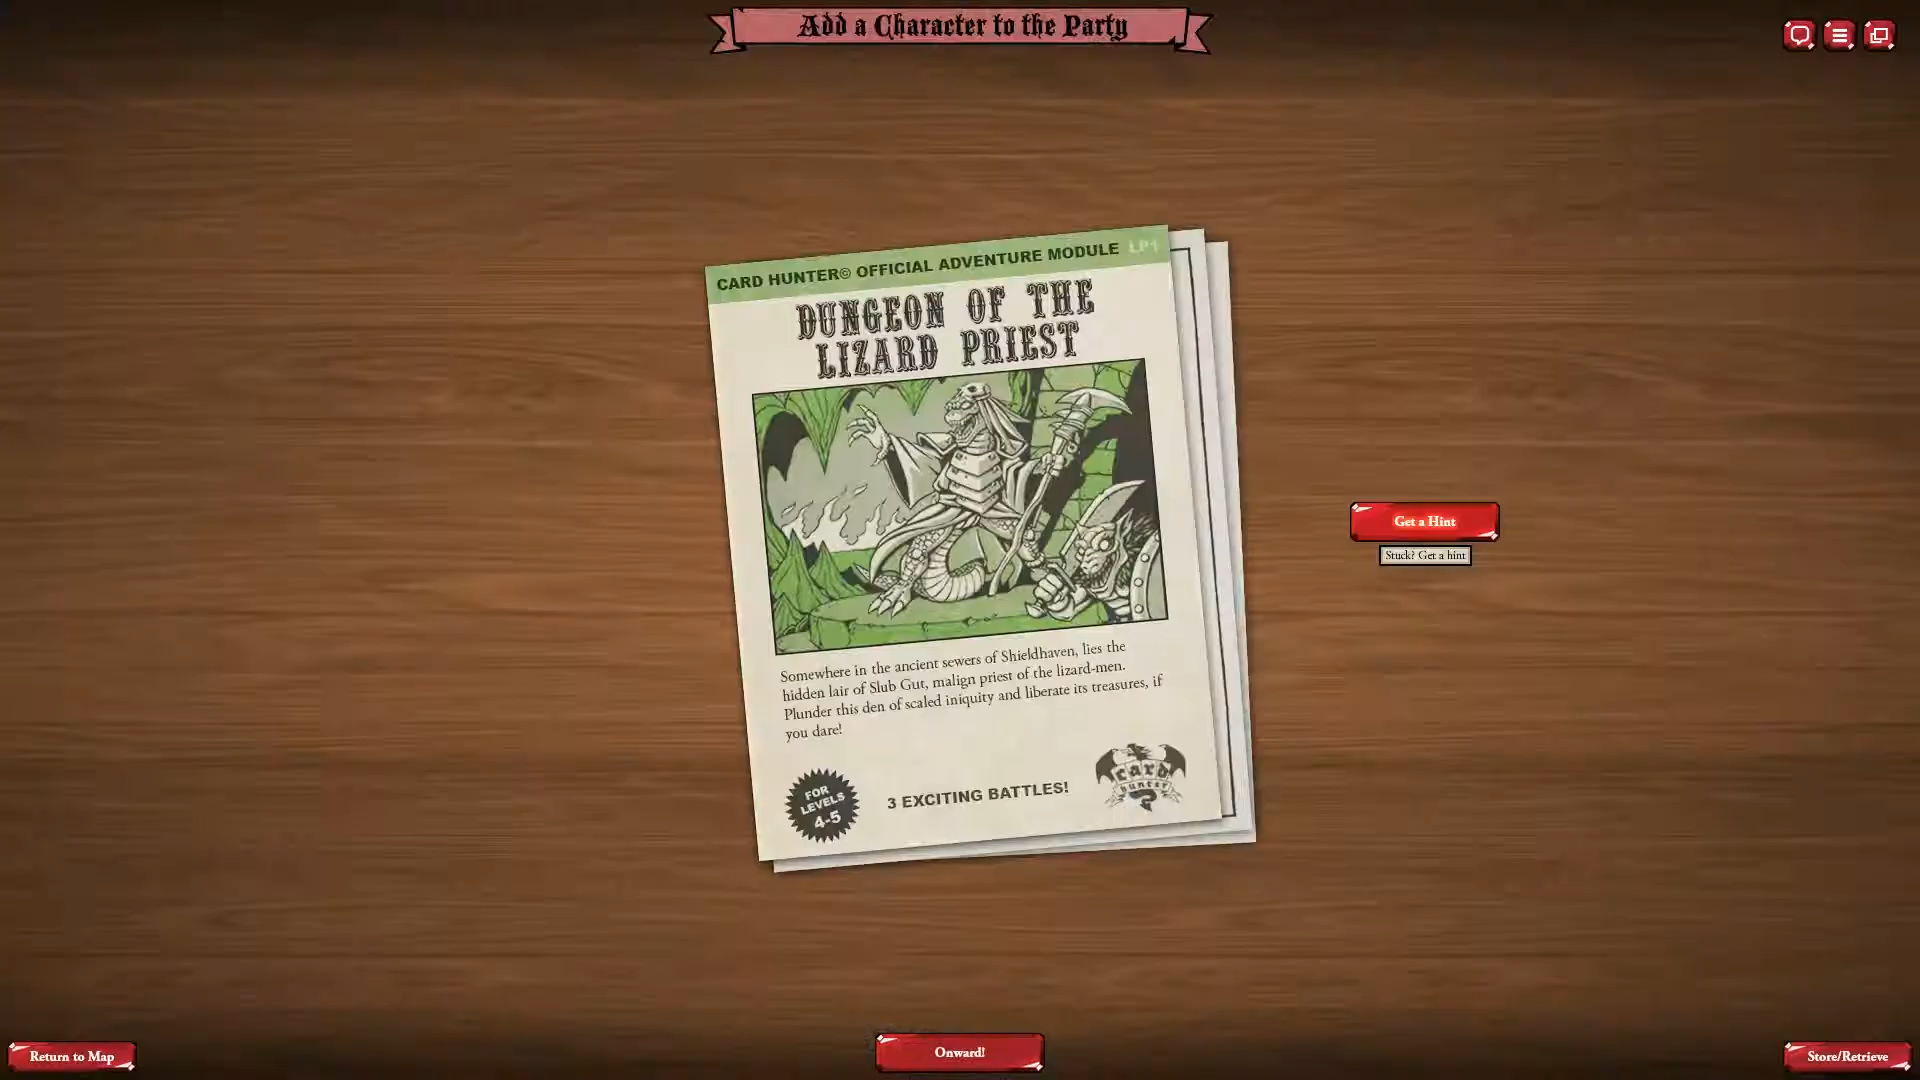 Add a Character to the Party
CARD HUNTER© OFFICIAL ADVENTURE MODULE LP1
DUNGEON OF THE
LIZARD PRIEST
Get a Hint
Stuck? Get a hint
Somewhere in the ancient sewers of Shieldhaven, lies the
hidden lair of Slub Gut, malign priest of the lizard-men.
Plunder this den of scaled iniquity and liberate its treasures, if
you dare!
FOR
LEVELS
4-5
3 EXCITING BATTLES!
card
hunter
Return to Map
Onward!
Store/Retrieve